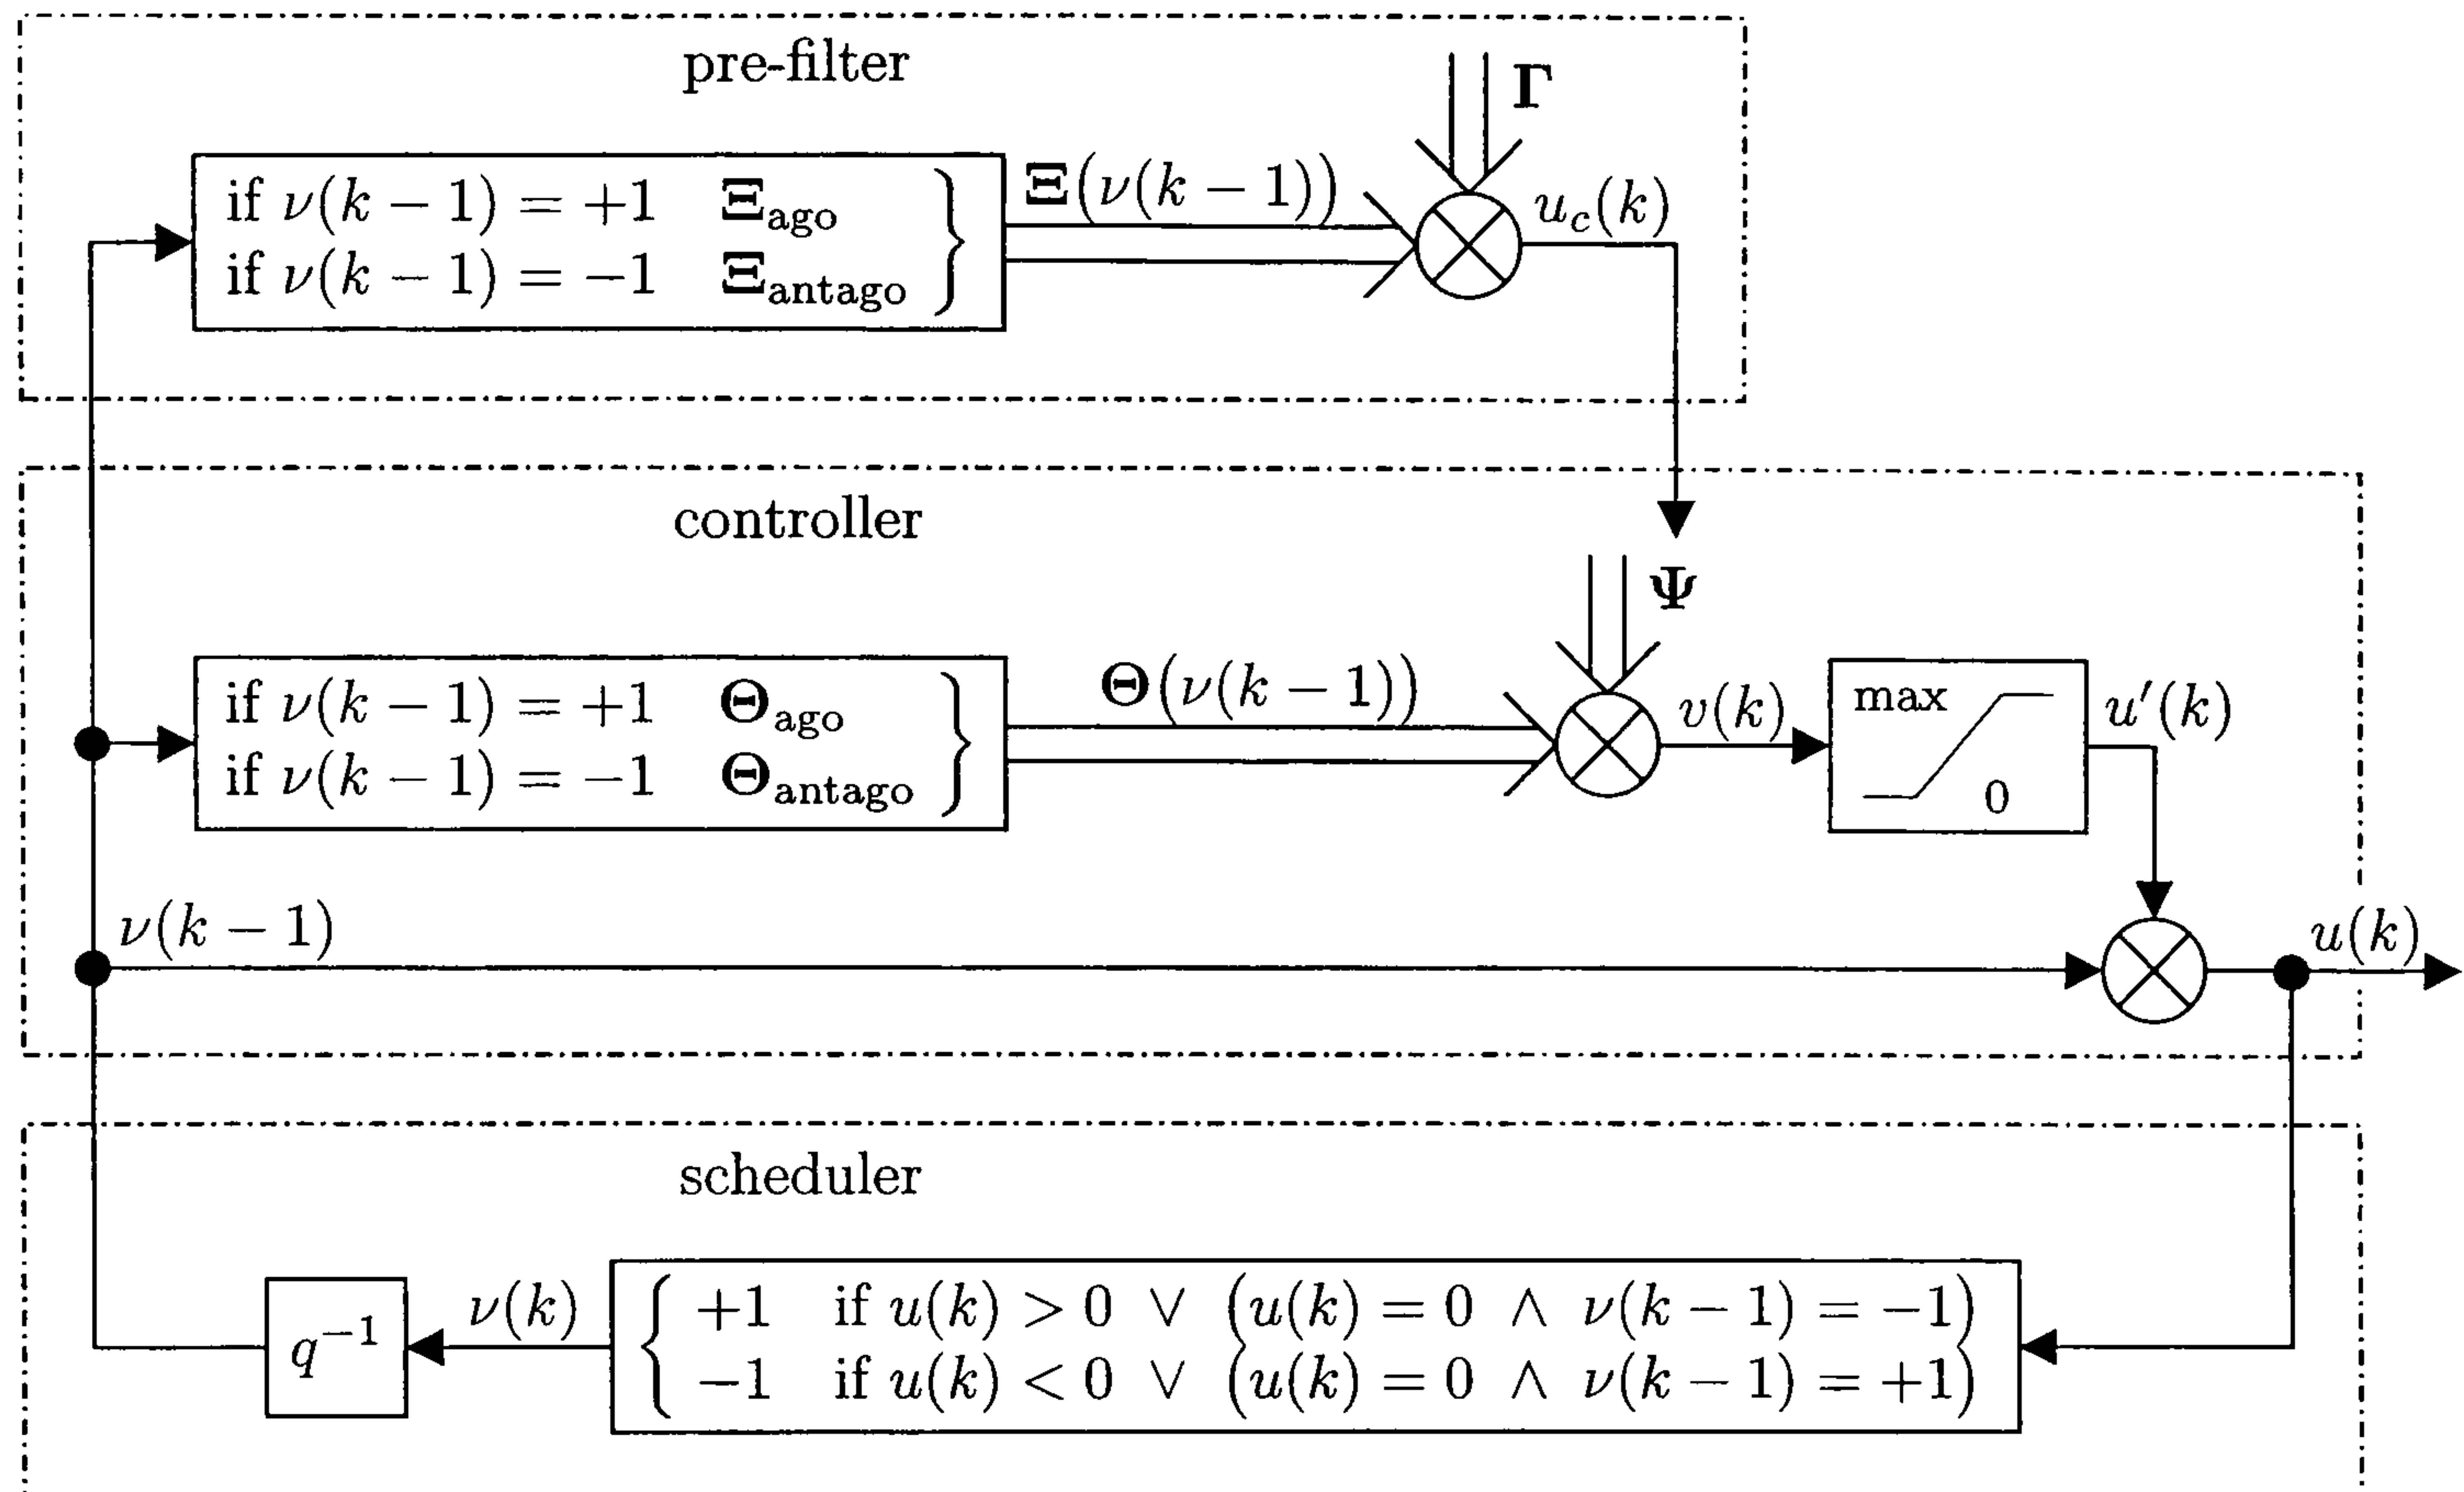 pre-filter
Γ
if ν(k − 1) = +1 Ξago
if ν(k − 1) = −1 Ξantago
Ξ(ν(k − 1))
uc(k)
controller
Ψ
if ν(k − 1) = +1 Θago
if ν(k − 1) = −1 Θantago
Θ(ν(k − 1))
v(k)
max
0
u′(k)
ν(k − 1)
u(k)
scheduler
q−1
ν(k)
+1 if u(k) > 0 ∨ (u(k) = 0 ∧ ν(k − 1) = −1)
−1 if u(k) < 0 ∨ (u(k) = 0 ∧ ν(k − 1) = +1)